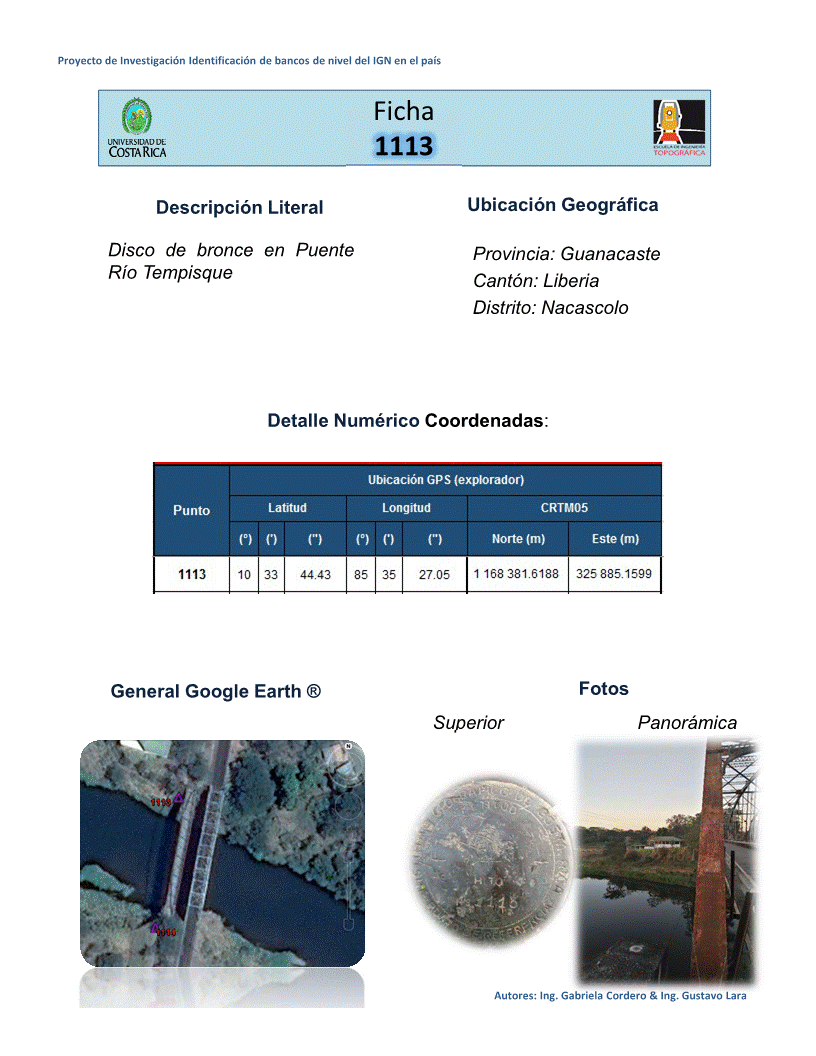 Proyecto de Investigación Identificación de bancos de nivel del IGN en el país
UNIVERSIDAD DE
COSTA RICA
Ficha
1113
ESCUELA DE INGENIERÍA
TOPOGRÁFICA
Descripción Literal
Disco de bronce en Puente
Río Tempisque
Ubicación Geográfica
Provincia: Guanacaste
Cantón: Liberia
Distrito: Nacascolo
Detalle Numérico Coordenadas:
Punto
Ubicación GPS (explorador)
Latitud Longitud CRTM05
(°) (') (") (°) (') (") Norte (m) Este (m)
1113 10 33 44.43 85 35 27.05 1 168 381.6188 325 885.1599
General Google Earth ®
N
Fotos
Superior Panorámica
HTO
Autores: Ing. Gabriela Cordero & Ing. Gustavo Lara